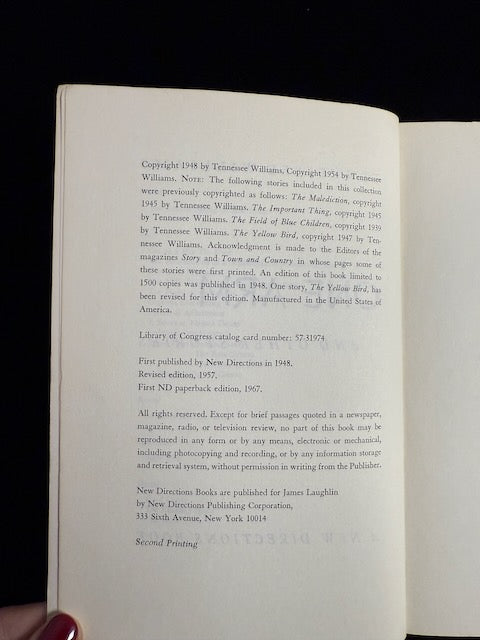 Copyright 1948 by Tennessee Williams, Copyright 1954 by Tennessee
Williams. NOTE: The following stories included in this collection
were previously copyrighted as follows: The Malediction, copyright
1945 by Tennessee Williams. The Important Thing, copyright 1945
by Tennessee Williams. The Field of Blue Children, copyright 1939
by Tennessee Williams. The Yellow Bird, copyright 1947 by Ten-
nessee Williams. Acknowledgment is made to the Editors of the
magazines Story and Town and Country in whose pages some of
these stories were first printed. An edition of this book limited to
1500 copies was published in 1948. One story, The Yellow Bird, has
been revised for this edition. Manufactured in the United States of
America.
Library of Congress catalog card number: 57-31974
First published by New Directions in 1948.
Revised edition, 1957.
First ND paperback edition, 1967.
All rights reserved. Except for brief passages quoted in a newspaper,
magazine, radio, or television review, no part of this book may be
reproduced in any form or by any means, electronic or mechanical,
including photocopying and recording, or by any information storage
and retrieval system, without permission in writing from the Publisher.
New Directions Books are published for James Laughlin
by New Directions Publishing Corporation,
333 Sixth Avenue, New York 10014
Second Printing